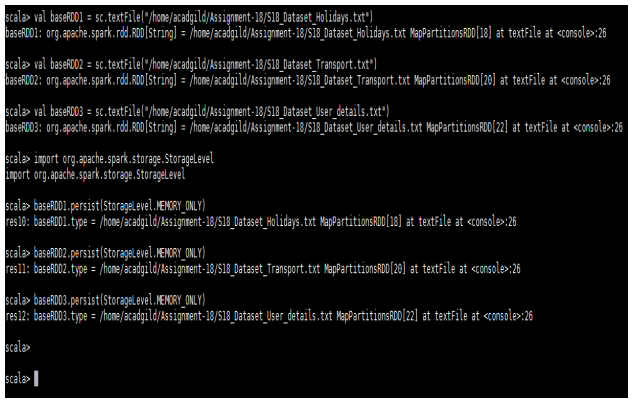 scala> val baseRDD1 = sc.textFile("/home/acadgild/Assignment-18/S18_Dataset_Holidays.txt")
baseRDD1: org.apache.spark.rdd.RDD[String] = /home/acadgild/Assignment-18/S18_Dataset_Holidays.txt MapPartitionsRDD[18] at textFile at <console>:26
scala> val baseRDD2 = sc.textFile("/home/acadgild/Assignment-18/S18_Dataset_Transport.txt")
baseRDD2: org.apache.spark.rdd.RDD[String] = /home/acadgild/Assignment-18/S18_Dataset_Transport.txt MapPartitionsRDD[20] at textFile at <console>:26
scala> val baseRDD3 = sc.textFile("/home/acadgild/Assignment-18/S18_Dataset_User_details.txt")
baseRDD3: org.apache.spark.rdd.RDD[String] = /home/acadgild/Assignment-18/S18_Dataset_User_details.txt MapPartitionsRDD[22] at textFile at <console>:26
scala> import org.apache.spark.storage.StorageLevel
import org.apache.spark.storage.StorageLevel
scala> baseRDD1.persist(StorageLevel.MEMORY_ONLY)
res10: baseRDD1.type = /home/acadgild/Assignment-18/S18_Dataset_Holidays.txt MapPartitionsRDD[18] at textFile at <console>:26
scala> baseRDD2.persist(StorageLevel.MEMORY_ONLY)
res11: baseRDD2.type = /home/acadgild/Assignment-18/S18_Dataset_Transport.txt MapPartitionsRDD[20] at textFile at <console>:26
scala> baseRDD3.persist(StorageLevel.MEMORY_ONLY)
res12: baseRDD3.type = /home/acadgild/Assignment-18/S18_Dataset_User_details.txt MapPartitionsRDD[22] at textFile at <console>:26
scala>
scala>